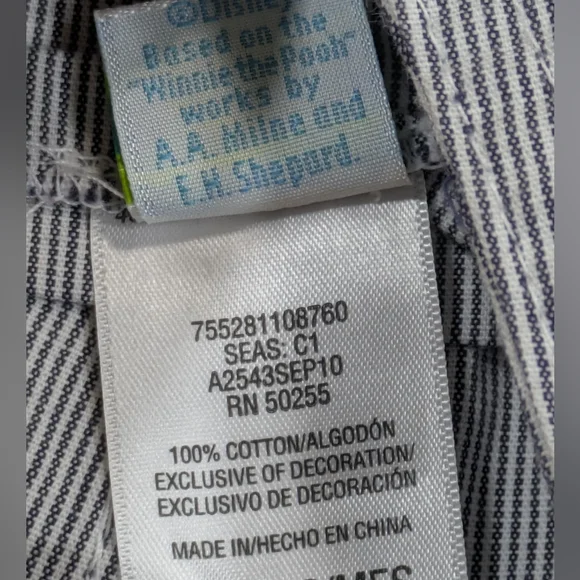 ©Disney
Based on the
"Winnie the Pooh"
works by
A.A. Milne and
E.H. Shepard.
755281108760
SEAS: C1
A2543SEP10
RN 50255
100% COTTON/ALGODÓN
EXCLUSIVE OF DECORATION/
EXCLUSIVO DE DECORACIÓN
MADE IN/HECHO EN CHINA